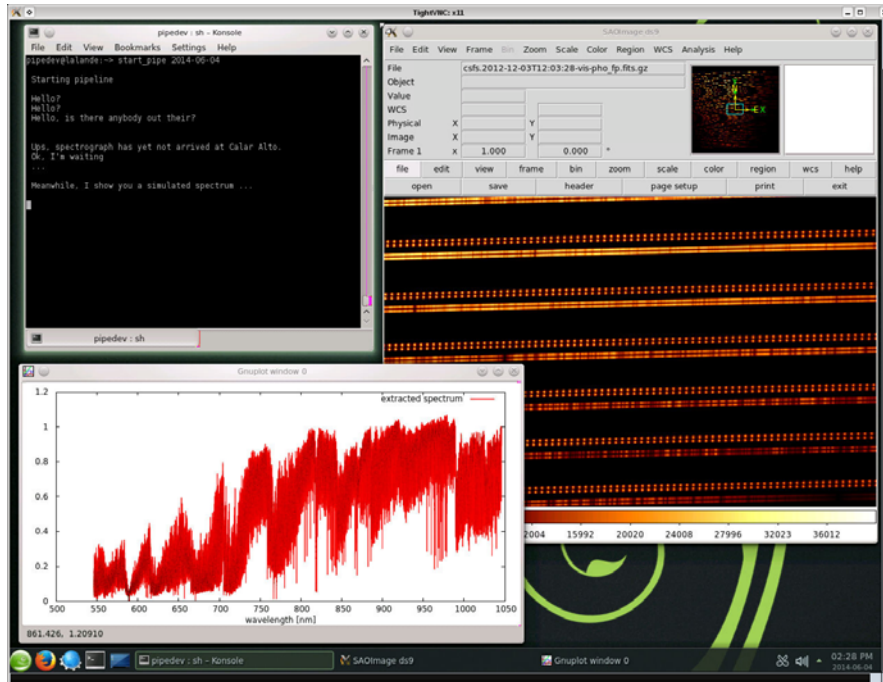 TightVNC: x11
pipedev : sh – Konsole
File Edit View Bookmarks Settings Help
pipedev@lalande:~> start_pipe 2014-06-04
Starting pipeline
Hello?
Hello?
Hello, is there anybody out their?
Ups, spectrograph has yet not arrived at Calar Alto.
Ok, I'm waiting
...
Meanwhile, I show you a simulated spectrum ...
pipedev : sh
SAOImage ds9
File Edit View Frame Bin Zoom Scale Color Region WCS Analysis Help
File csfs.2012-12-03T12:03:28-vis-pho_fp.fits.gz
Object
Value
WCS
Physical X Y
Image X Y
Frame 1 x 1.000 0.000 °
N
E X
file edit view frame bin zoom scale color region wcs help
open save header page setup print exit
2004 15992 20020 24008 27996 32023 36012
Gnuplot window 0
extracted spectrum
1.2
1
0.8
0.6
0.4
0.2
0
500 550 600 650 700 750 800 850 900 950 1000 1050
wavelength [nm]
861.426, 1.20910
pipedev : sh – Konsole
SAOImage ds9
Gnuplot window 0
02:28 PM
2014-06-04